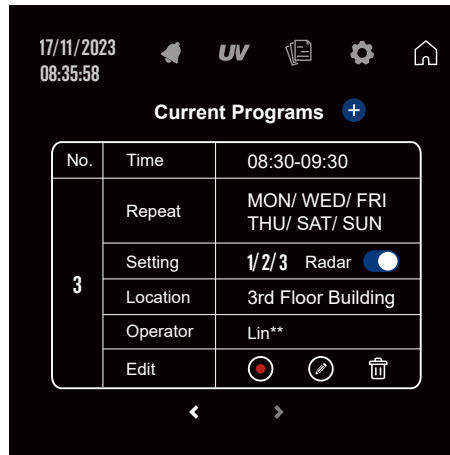 17/11/2023
08:35:58
UV
Current Programs
No. Time 08:30-09:30
3
Repeat MON/ WED/ FRI
THU/ SAT/ SUN
Setting 1/2/3 Radar
Location 3rd Floor Building
Operator Lin**
Edit